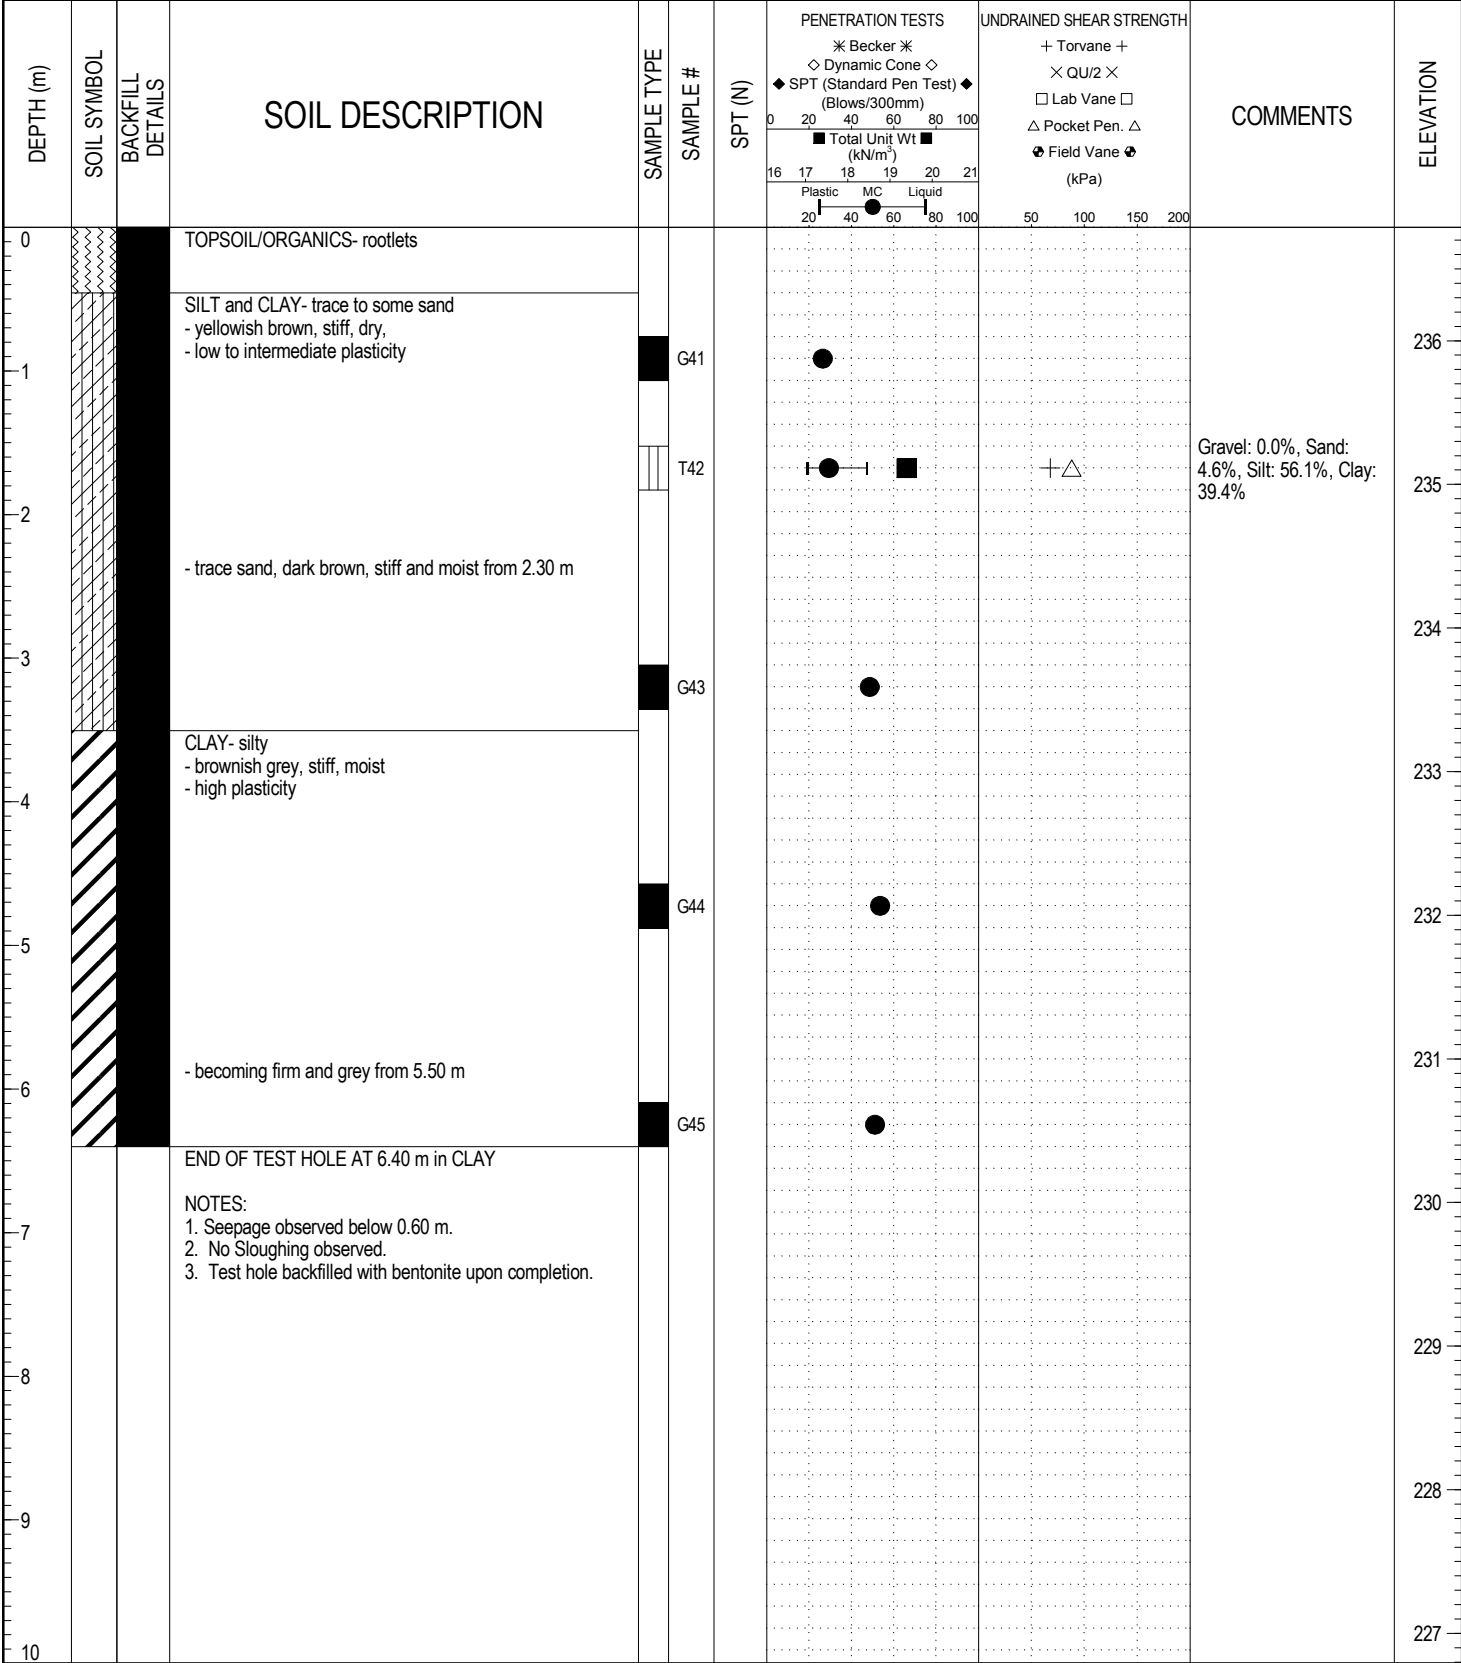 DEPTH (m)
SOIL SYMBOL
BACKFILL
DETAILS
SOIL DESCRIPTION
SAMPLE TYPE
SAMPLE #
SPT (N)
PENETRATION TESTS
✳ Becker ✳
◇ Dynamic Cone ◇
◆ SPT (Standard Pen Test) ◆
(Blows/300mm)
0 20 40 60 80 100
■ Total Unit Wt ■
(kN/m³)
16 17 18 19 20 21
Plastic MC Liquid
20 40 60 80 100
UNDRAINED SHEAR STRENGTH
+ Torvane +
× QU/2 ×
□ Lab Vane □
△ Pocket Pen. △
Field Vane
(kPa)
50 100 150 200
COMMENTS
ELEVATION
0
TOPSOIL/ORGANICS- rootlets
SILT and CLAY- trace to some sand
- yellowish brown, stiff, dry,
- low to intermediate plasticity
G41
236
1
T42
Gravel: 0.0%, Sand:
4.6%, Silt: 56.1%, Clay:
39.4%
235
2
- trace sand, dark brown, stiff and moist from 2.30 m
234
3
G43
CLAY- silty
- brownish grey, stiff, moist
- high plasticity
233
4
G44
232
5
231
- becoming firm and grey from 5.50 m
6
G45
END OF TEST HOLE AT 6.40 m in CLAY
NOTES:
1. Seepage observed below 0.60 m.
2. No Sloughing observed.
3. Test hole backfilled with bentonite upon completion.
230
7
229
8
228
9
227
10